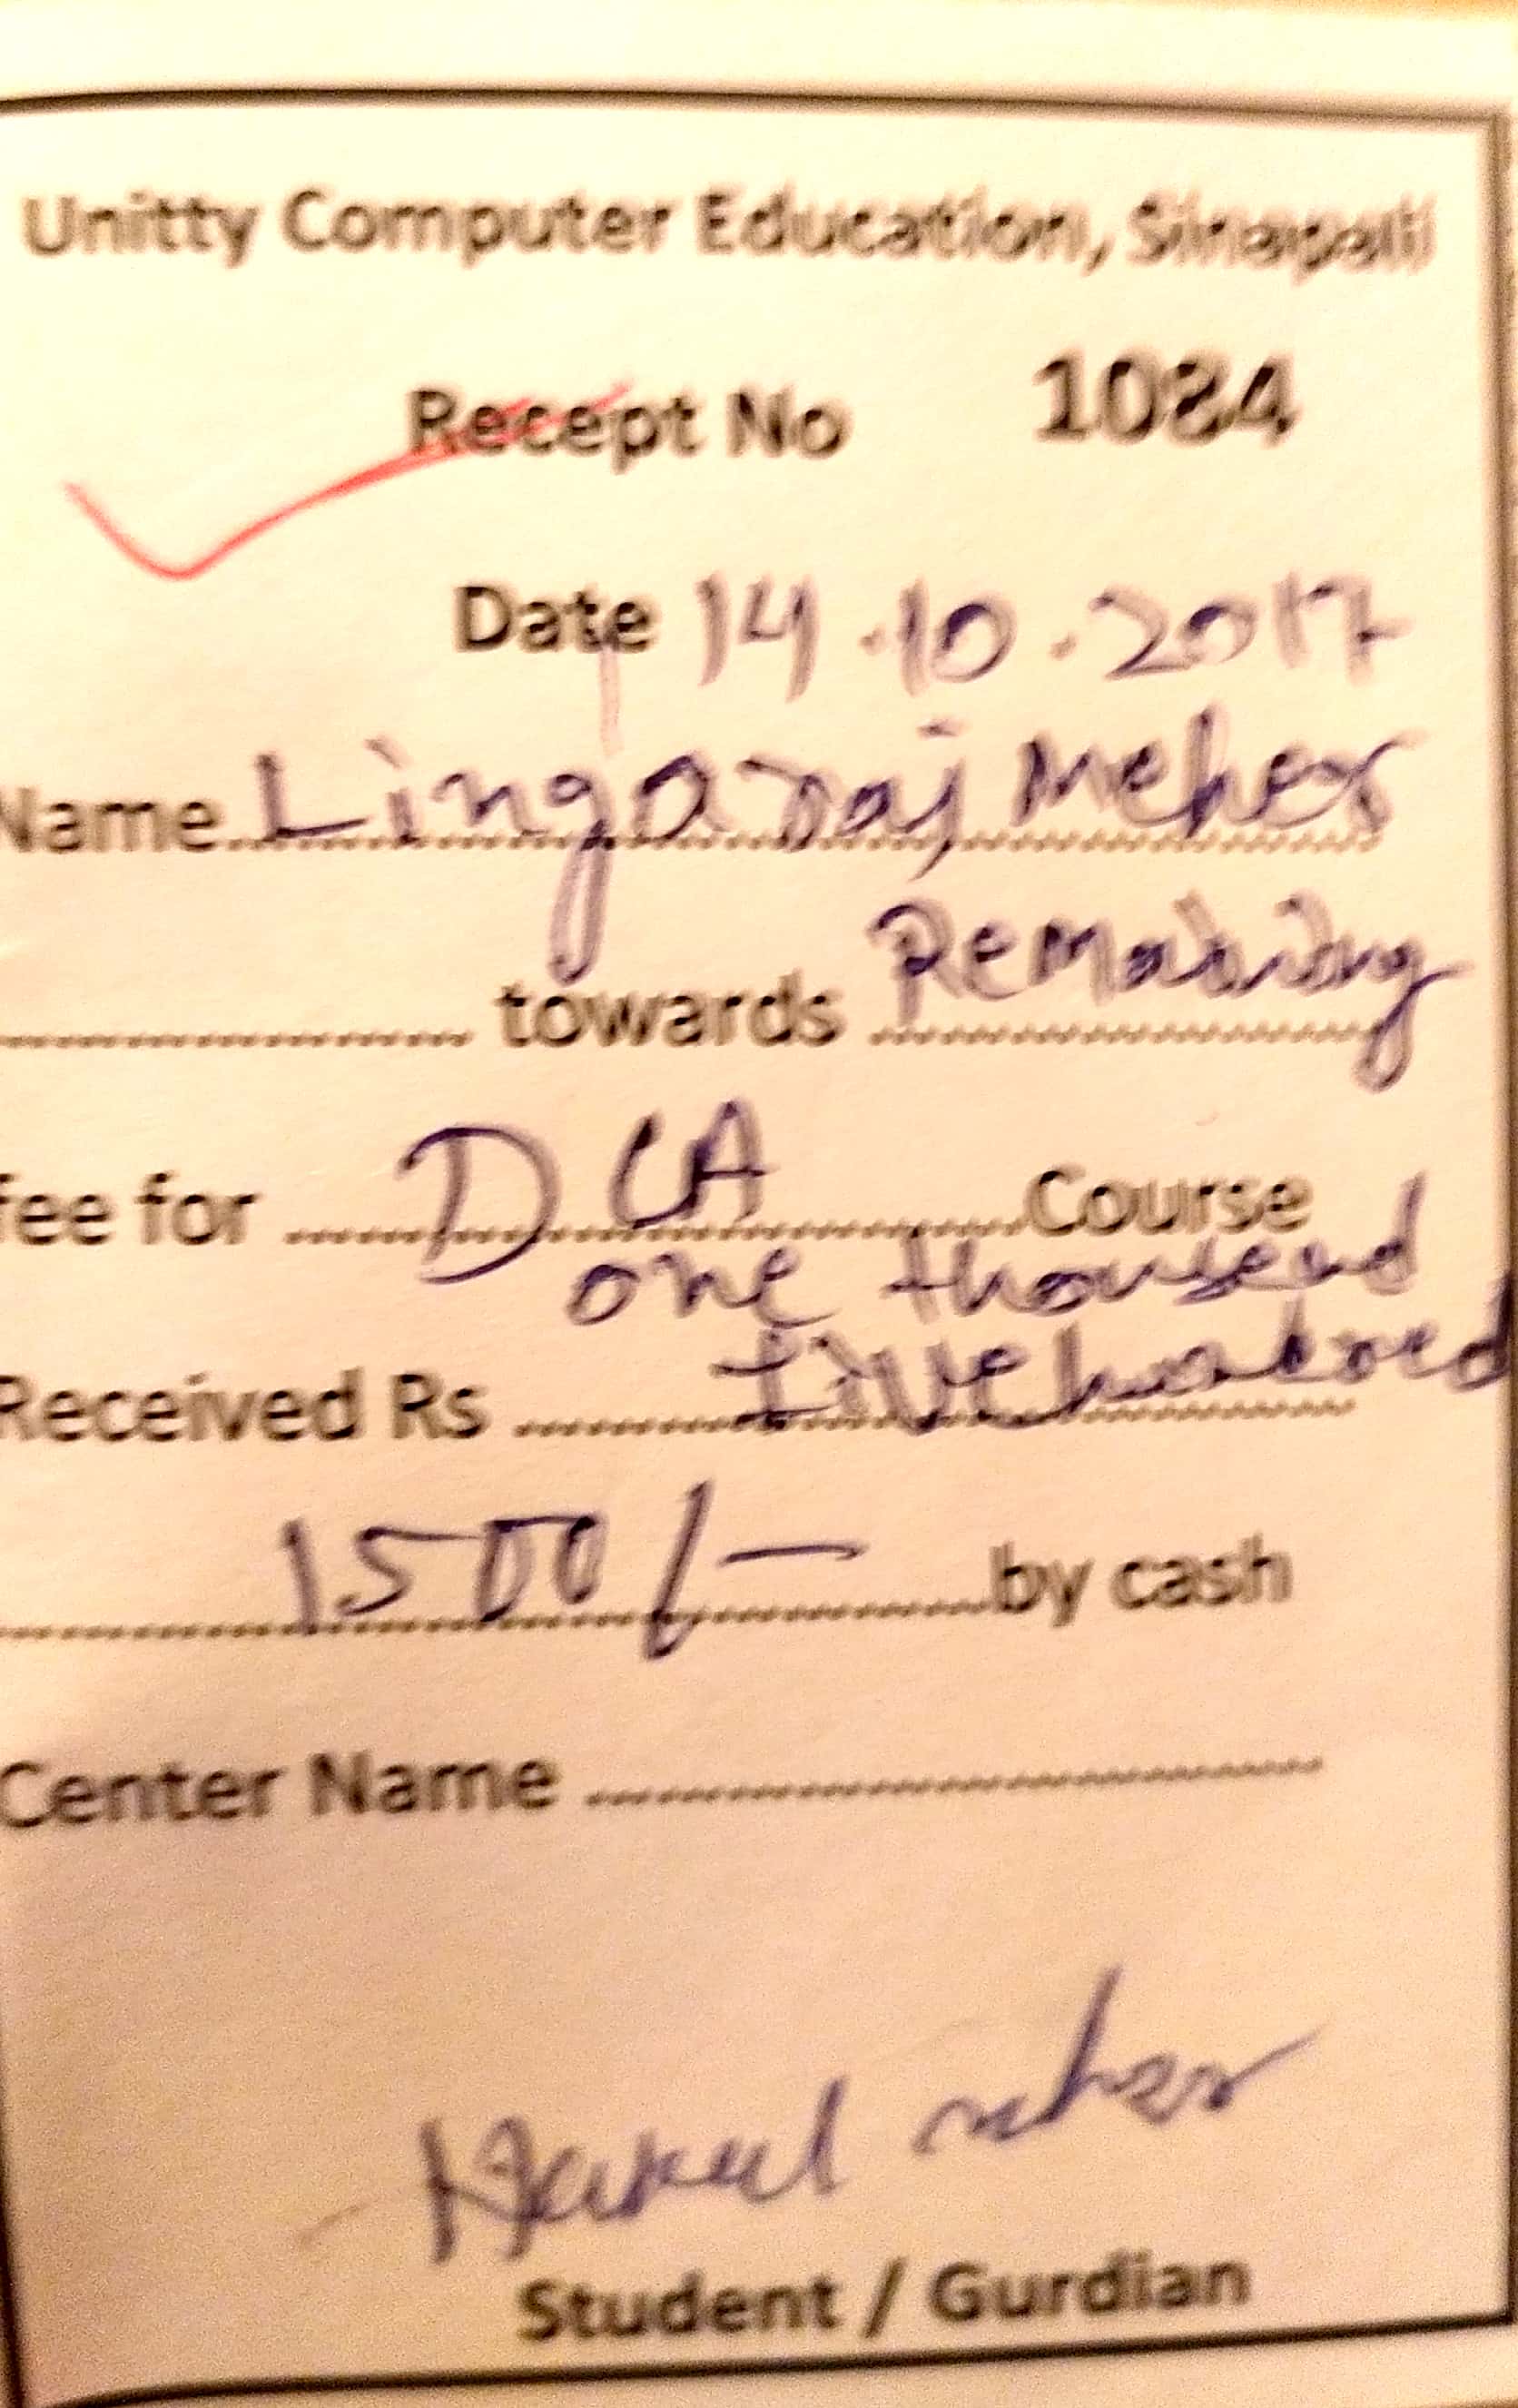 Unitty Computer Education, Sinapali
Recept No 1084
Date 14.10.2017
Name Lingaraj Meher
towards Remaining
fee for DCA Course
one thousand
Received Rs Fivehundred
1500/- by cash
Center Name
meher
Student / Gurdian